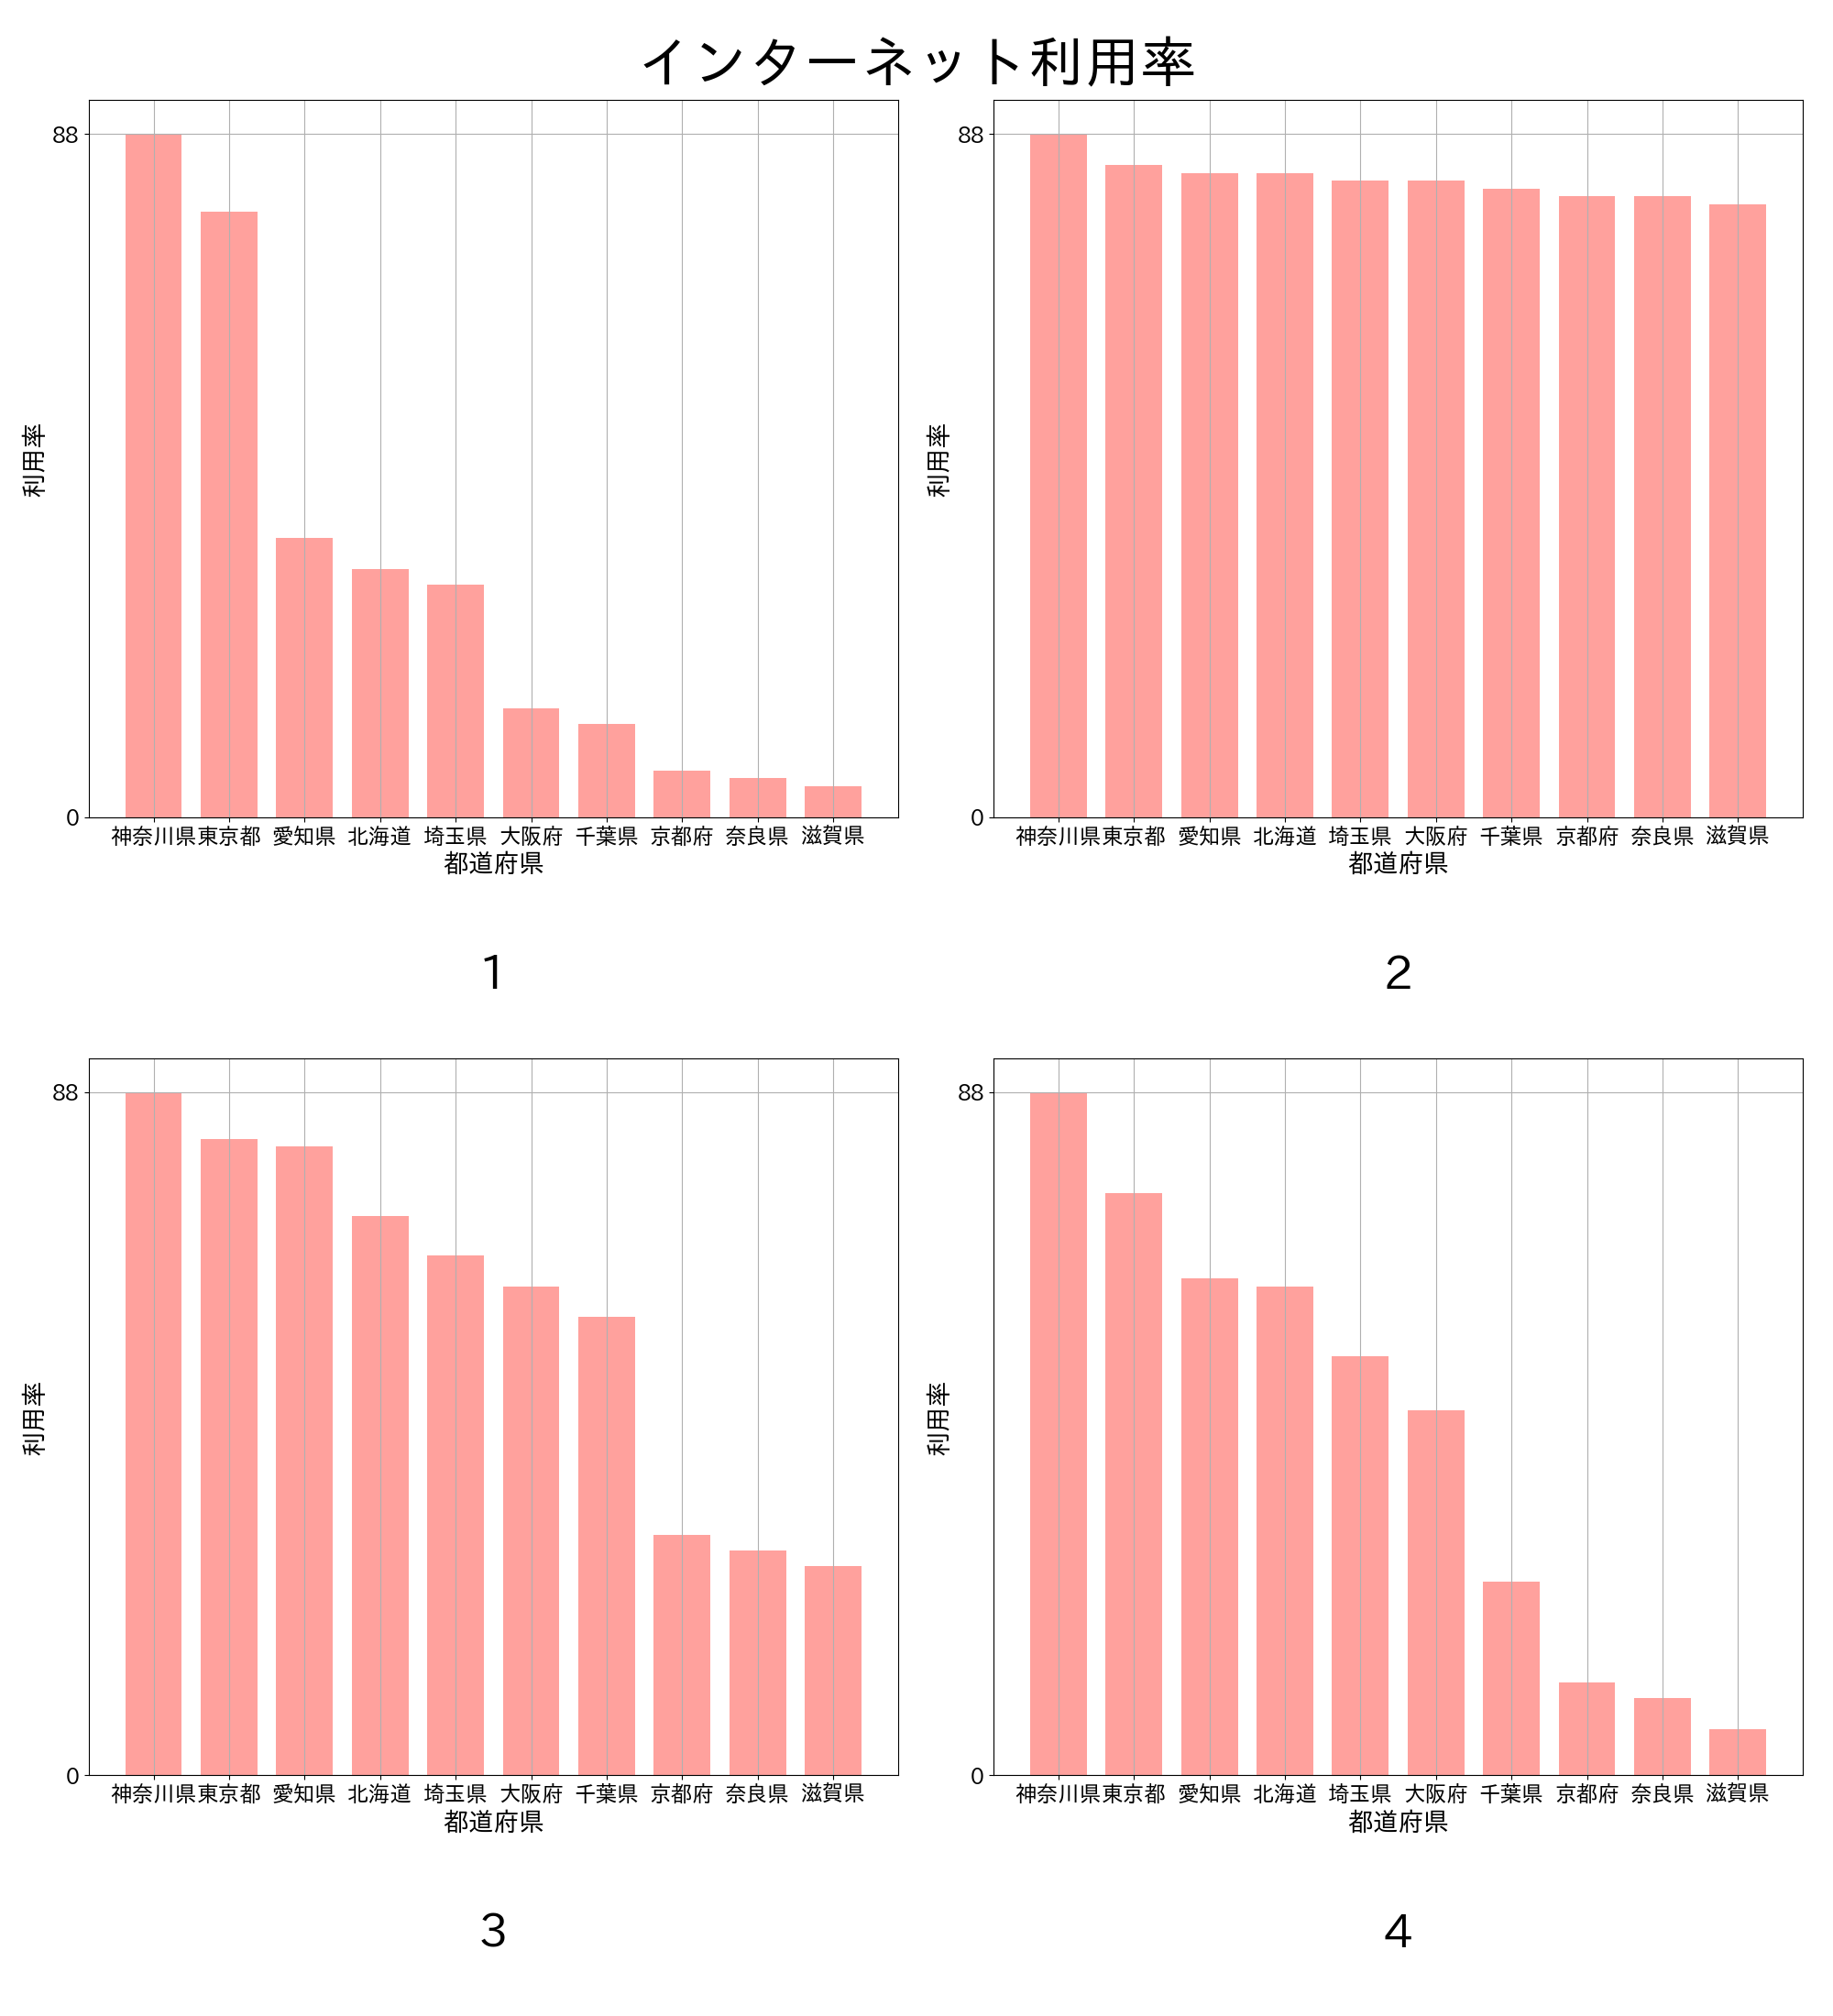 インターネット利用率
88
0
利用率
神奈川県 東京都 愛知県 北海道 埼玉県 大阪府 千葉県 京都府 奈良県 滋賀県
都道府県
1
88
0
利用率
神奈川県 東京都 愛知県 北海道 埼玉県 大阪府 千葉県 京都府 奈良県 滋賀県
都道府県
2
88
0
利用率
神奈川県 東京都 愛知県 北海道 埼玉県 大阪府 千葉県 京都府 奈良県 滋賀県
都道府県
3
88
0
利用率
神奈川県 東京都 愛知県 北海道 埼玉県 大阪府 千葉県 京都府 奈良県 滋賀県
都道府県
4